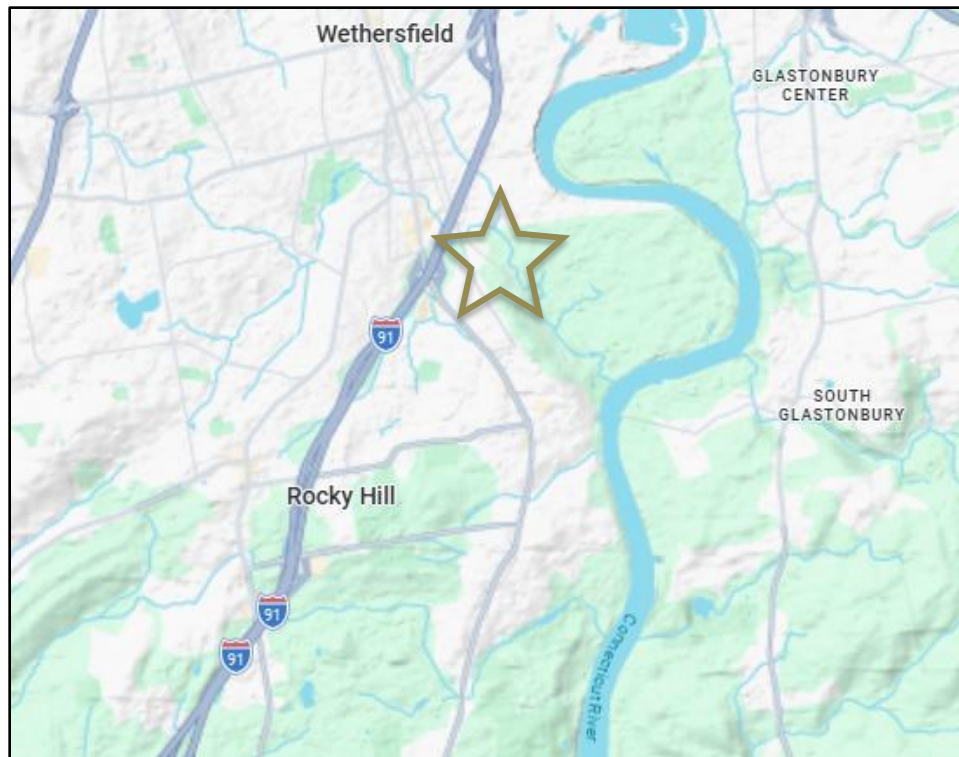 Wethersfield
GLASTONBURY
CENTER
91
SOUTH
GLASTONBURY
Rocky Hill
91
91
Connecticut River